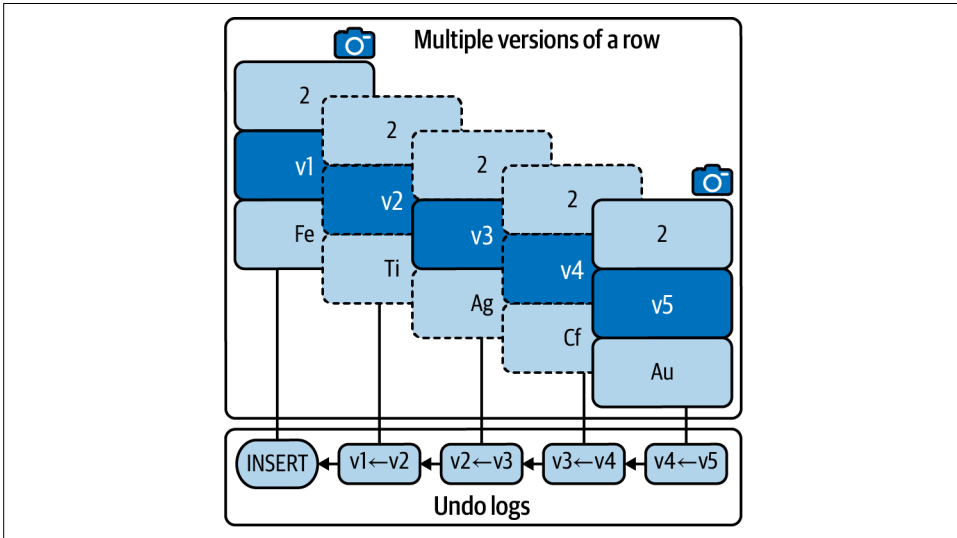 Multiple versions of a row
2
v1
Fe
2
v2
Ti
2
v3
Ag
2
v4
Cf
2
v5
Au
INSERT
v1←v2
v2←v3
v3←v4
v4←v5
Undo logs